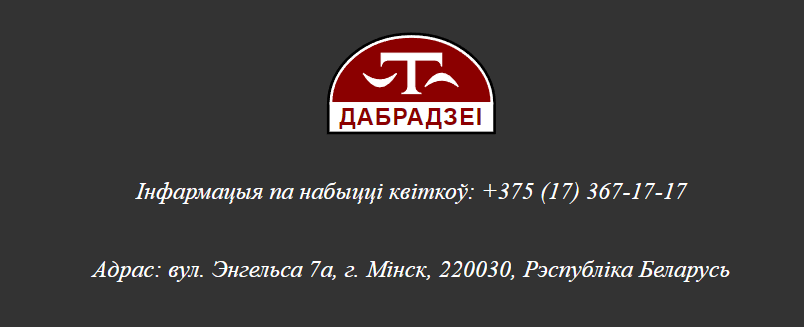 Т
ДАБРАДЗЕІ
Інфармацыя па набыцці квіткоў: +375 (17) 367-17-17
Адрас: вул. Энгельса 7а, г. Мінск, 220030, Рэспубліка Беларусь